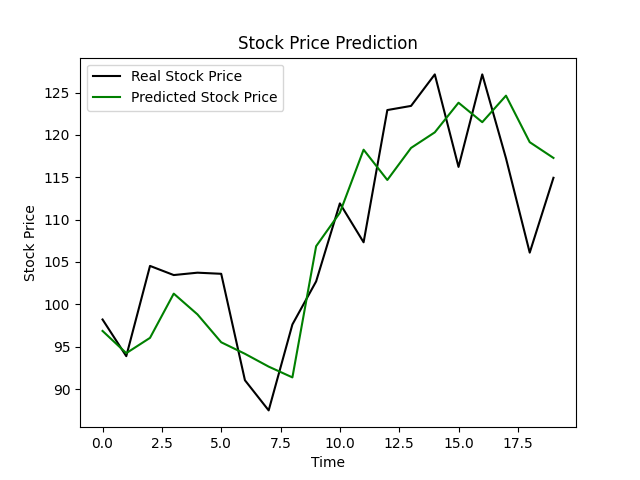 Stock Price Prediction
Real Stock Price
Predicted Stock Price
Stock Price
125
120
115
110
105
100
95
90
0.0 2.5 5.0 7.5 10.0 12.5 15.0 17.5
Time